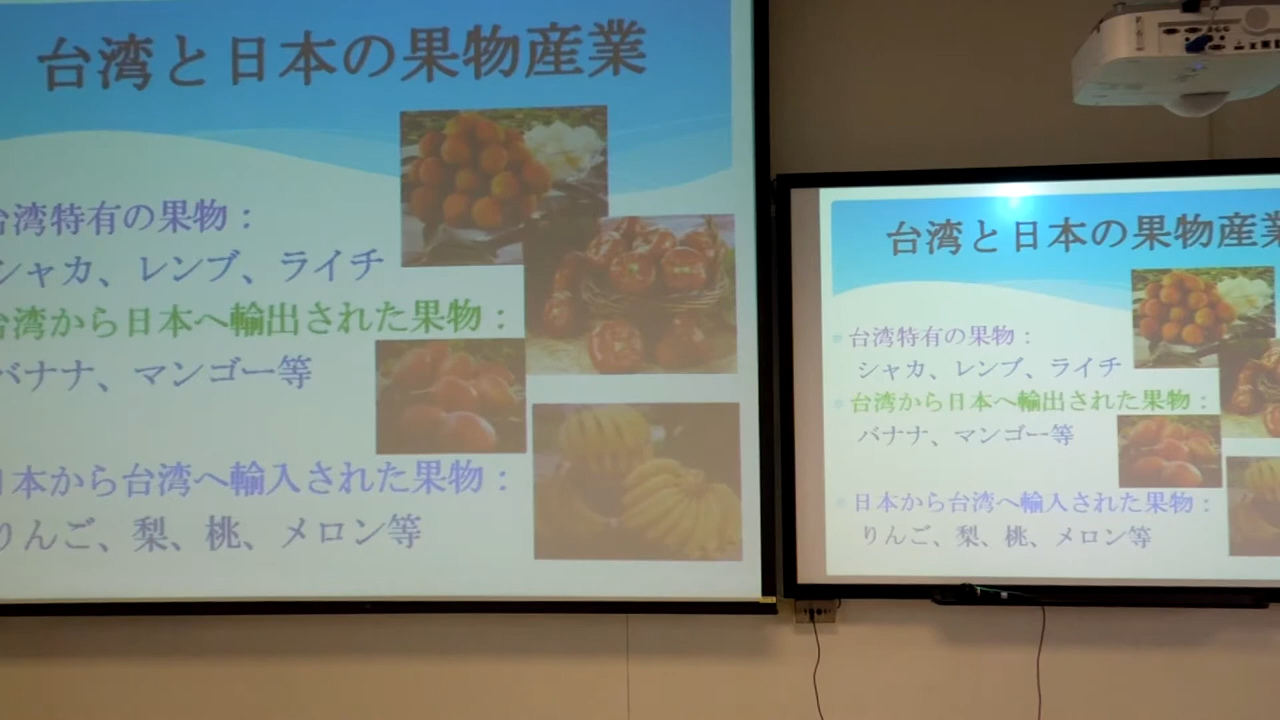 台湾と日本の果物産業
台湾特有の果物：
シャカ、レンブ、ライチ
台湾から日本へ輸出された果物：
バナナ、マンゴー等
日本から台湾へ輸入された果物：
りんご、梨、桃、メロン等
台湾と日本の果物産業
台湾特有の果物：
シャカ、レンブ、ライチ
台湾から日本へ輸出された果物：
バナナ、マンゴー等
日本から台湾へ輸入された果物：
りんご、梨、桃、メロン等